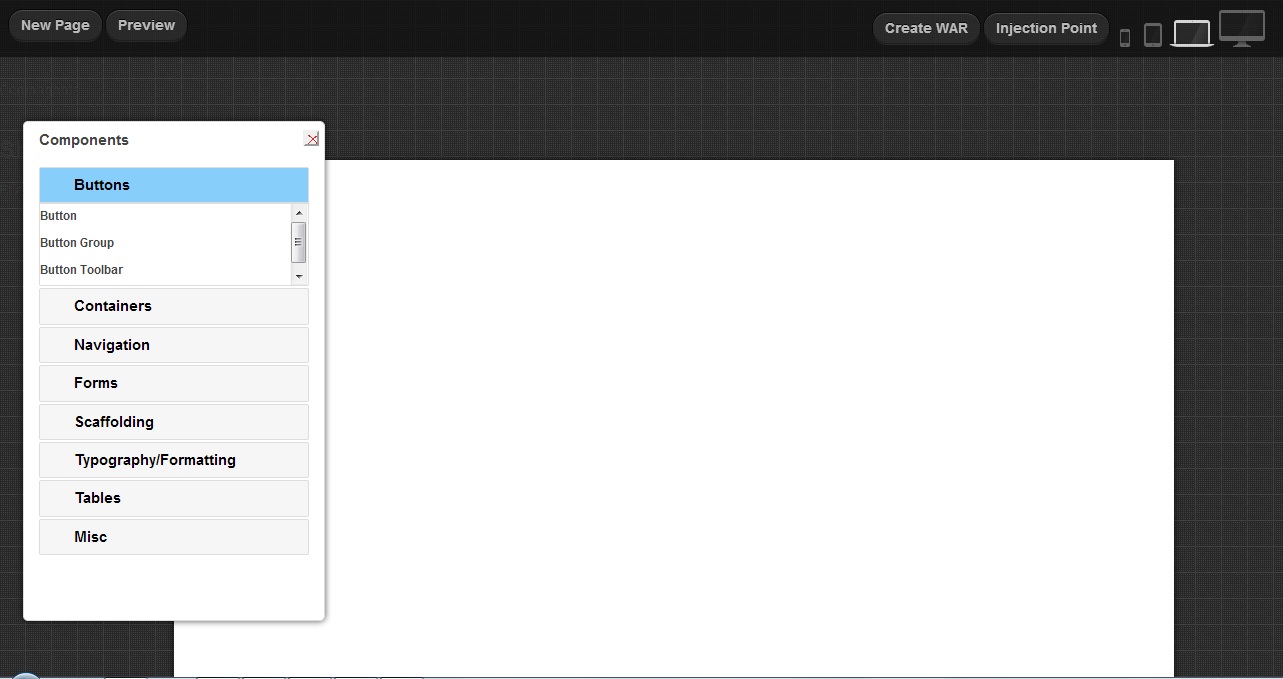 New Page Preview Create WAR Injection Point
Components
Buttons
Button
Button Group
Button Toolbar
Containers
Navigation
Forms
Scaffolding
Typography/Formatting
Tables
Misc